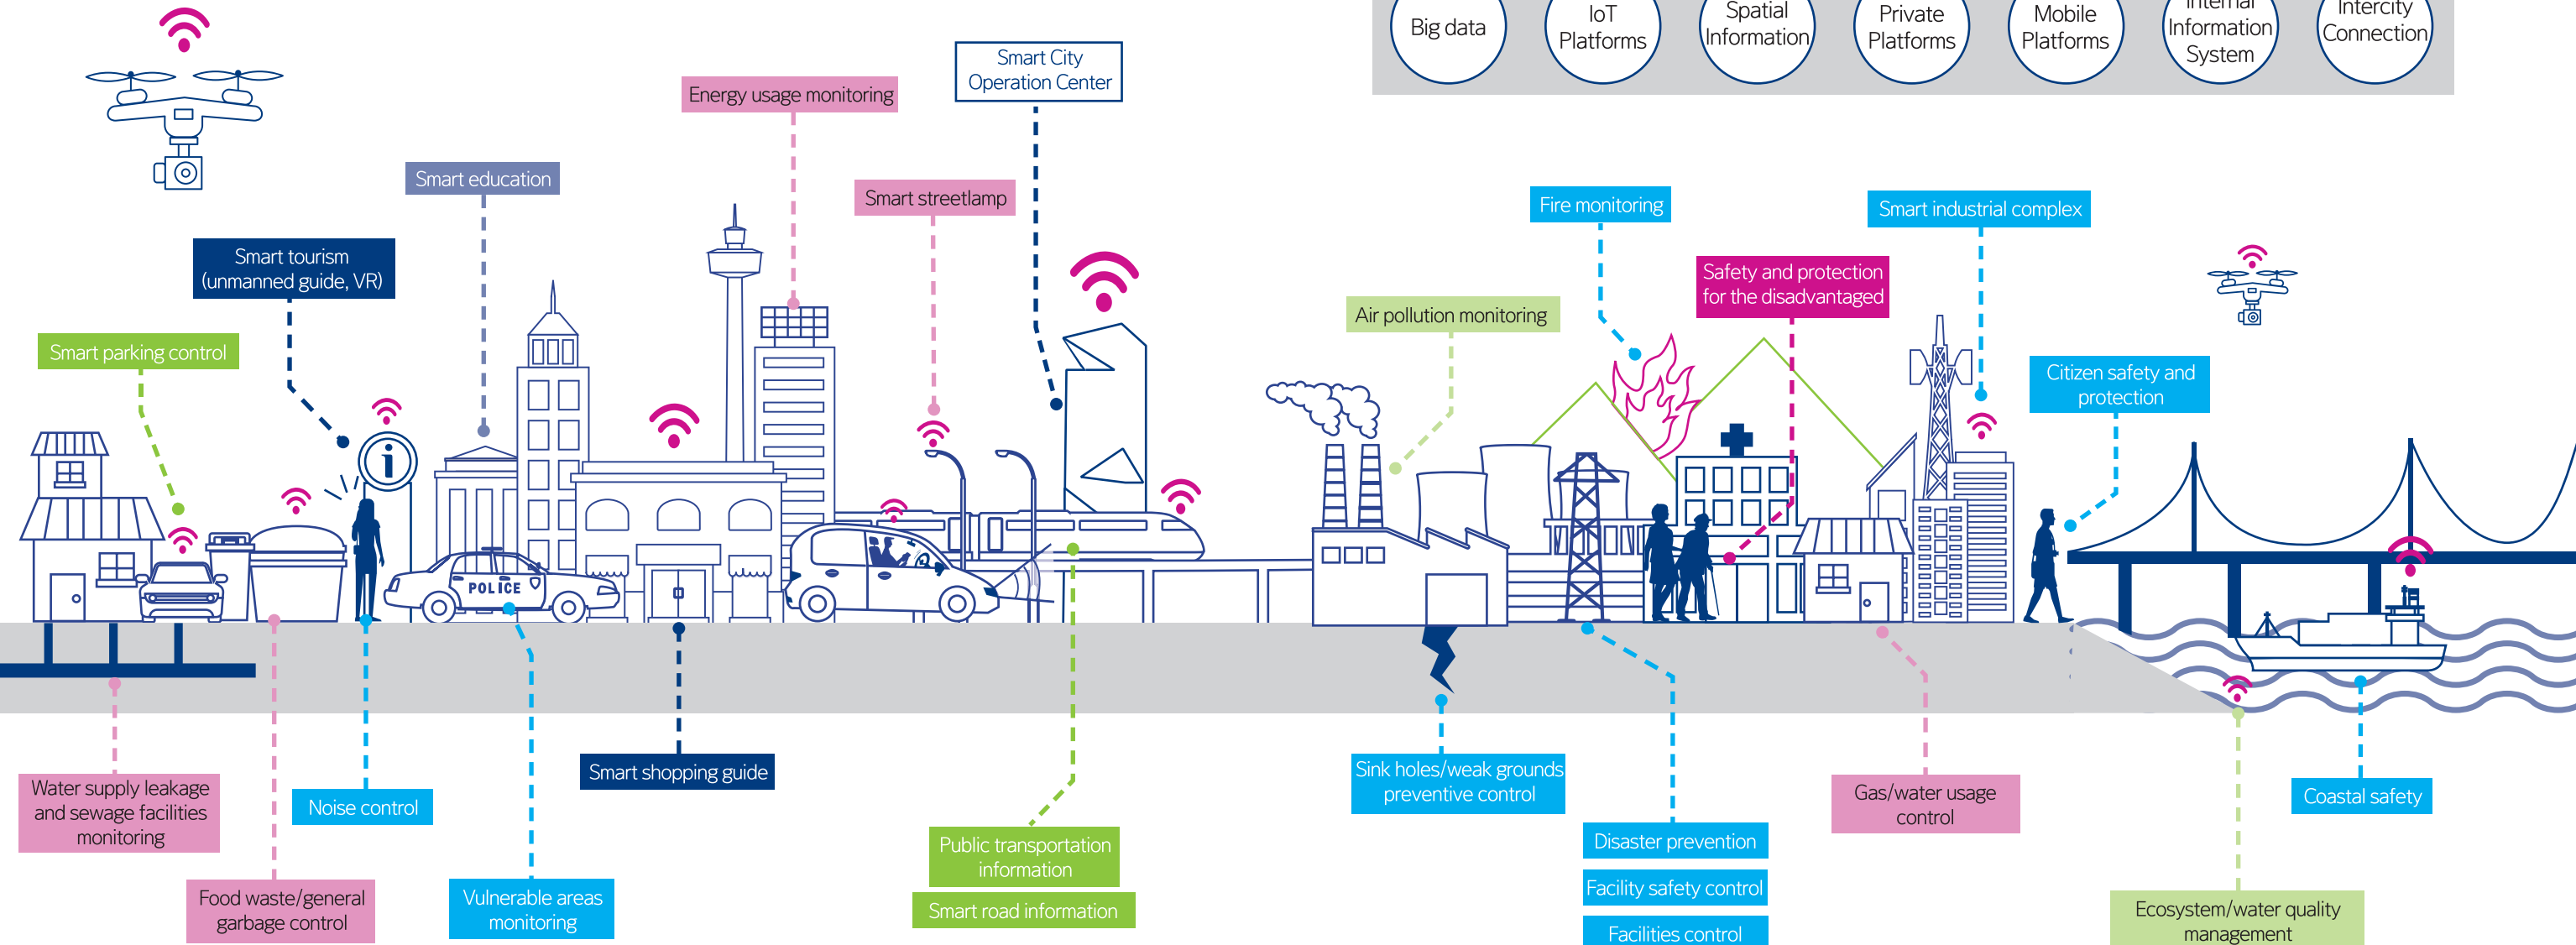 Big data
IoT
Platforms
Spatial
Information
Private
Platforms
Mobile
Platforms
Internal
Information
System
Intercity
Connection
Smart City
Operation Center
Energy usage monitoring
Smart education
Smart streetlamp
Fire monitoring
Smart industrial complex
Smart tourism
(unmanned guide, VR)
Safety and protection
for the disadvantaged
Air pollution monitoring
Smart parking control
Citizen safety and
protection
i
POLICE
Smart shopping guide
Sink holes/weak grounds
preventive control
Water supply leakage
and sewage facilities
monitoring
Noise control
Gas/water usage
control
Coastal safety
Public transportation
information
Smart road information
Disaster prevention
Facility safety control
Facilities control
Food waste/general
garbage control
Vulnerable areas
monitoring
Ecosystem/water quality
management